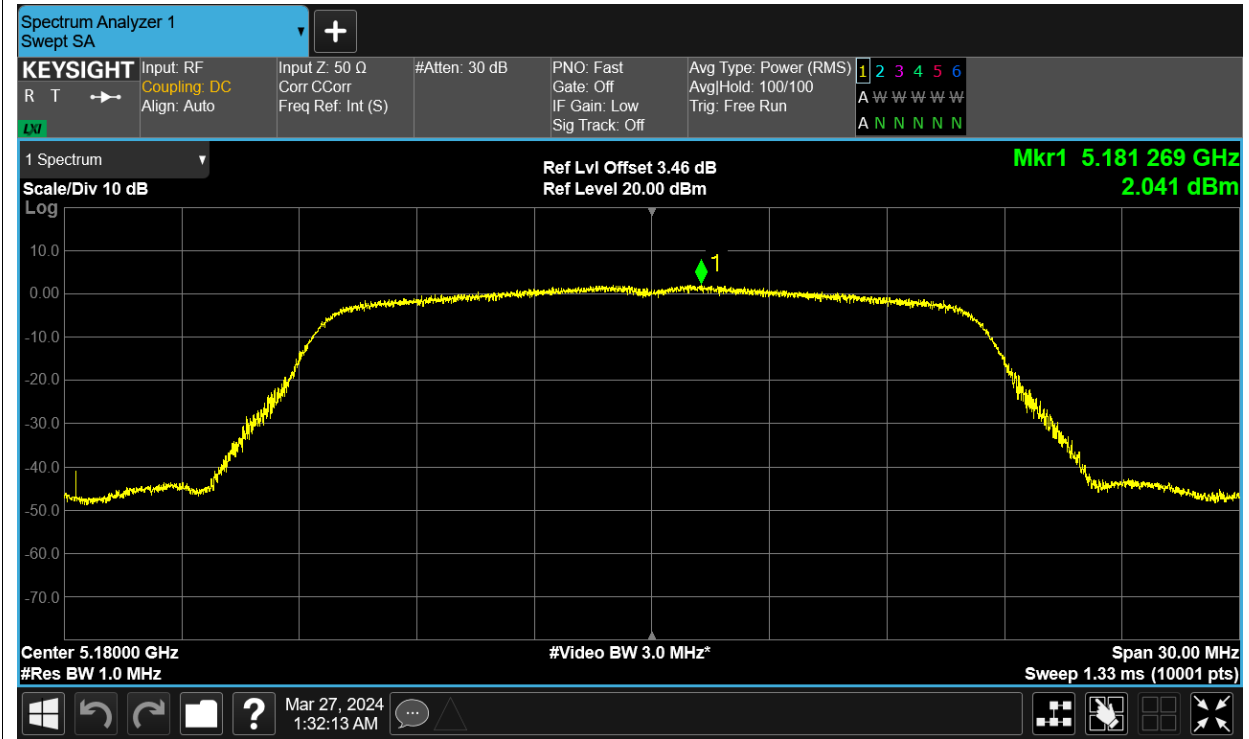 Spectrum Analyzer 1
Swept SA
KEYSIGHT
R T
LXI
Input: RF
Coupling: DC
Align: Auto
Input Z: 50 Ω
Corr CCorr
Freq Ref: Int (S)
#Atten: 30 dB
PNO: Fast
Gate: Off
IF Gain: Low
Sig Track: Off
Avg Type: Power (RMS)
Avg|Hold: 100/100
Trig: Free Run
1 2 3 4 5 6
A W W W W W
A N N N N N
1 Spectrum
Scale/Div 10 dB
Log
Ref Lvl Offset 3.46 dB
Ref Level 20.00 dBm
Mkr1 5.181 269 GHz
2.041 dBm
1
10.0
0.00
-10.0
-20.0
-30.0
-40.0
-50.0
-60.0
-70.0
Center 5.18000 GHz
#Res BW 1.0 MHz
#Video BW 3.0 MHz*
Span 30.00 MHz
Sweep 1.33 ms (10001 pts)
?
Mar 27, 2024
1:32:13 AM